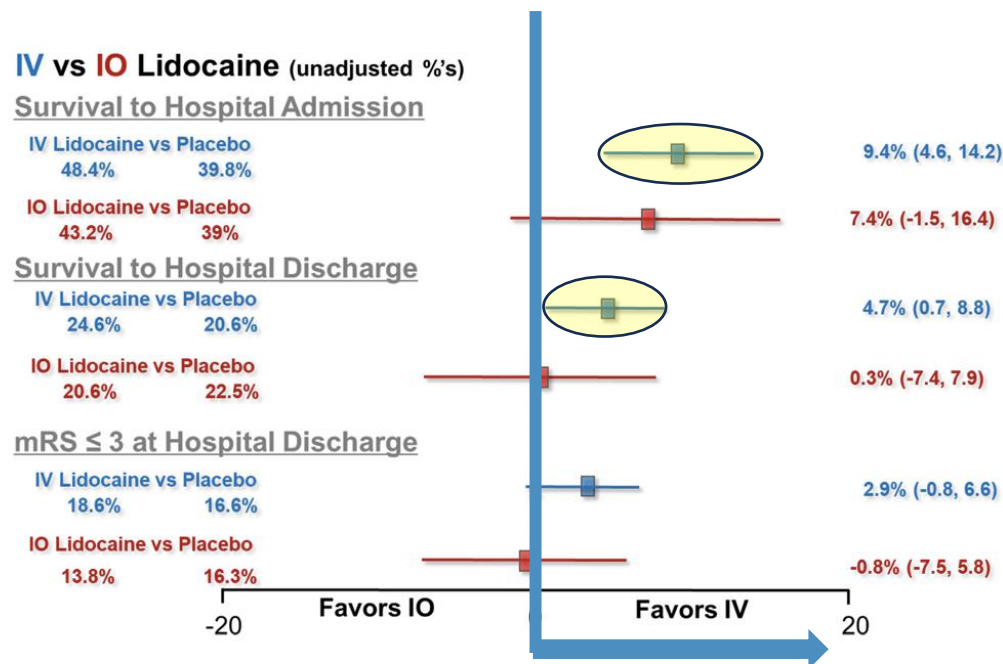 IV vs IO Lidocaine (unadjusted %'s)
Survival to Hospital Admission
IV Lidocaine vs Placebo
48.4% 39.8%
9.4% (4.6, 14.2)
IO Lidocaine vs Placebo
43.2% 39%
7.4% (-1.5, 16.4)
Survival to Hospital Discharge
IV Lidocaine vs Placebo
24.6% 20.6%
4.7% (0.7, 8.8)
IO Lidocaine vs Placebo
20.6% 22.5%
0.3% (-7.4, 7.9)
mRS ≤ 3 at Hospital Discharge
IV Lidocaine vs Placebo
18.6% 16.6%
2.9% (-0.8, 6.6)
IO Lidocaine vs Placebo
13.8% 16.3%
-0.8% (-7.5, 5.8)
Favors IO Favors IV
-20 20